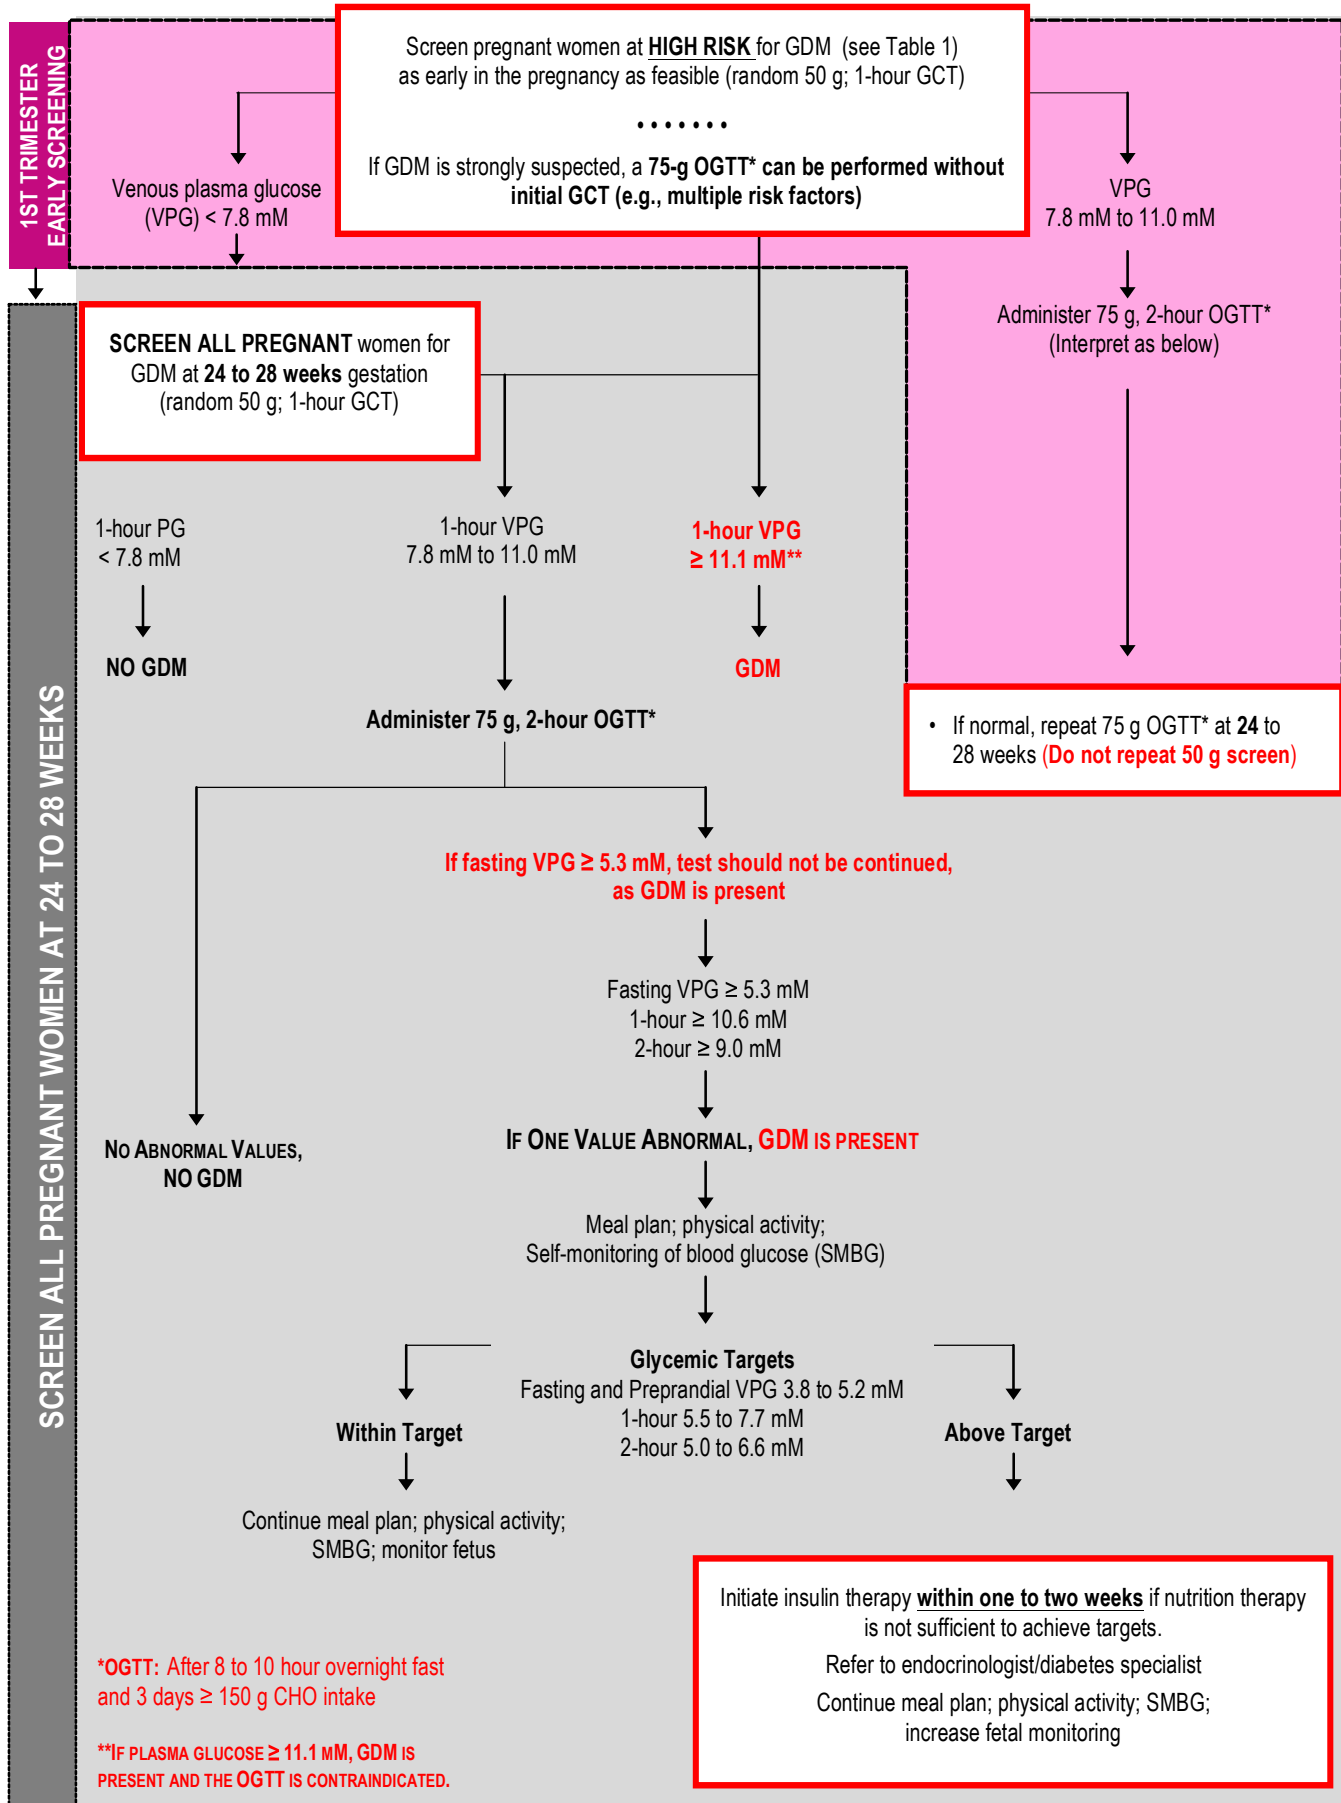 1ST TRIMESTER
EARLY SCREENING
Screen pregnant women at HIGH RISK for GDM (see Table 1)
as early in the pregnancy as feasible (random 50 g; 1-hour GCT)
• • • • • • •
If GDM is strongly suspected, a 75-g OGTT* can be performed without
initial GCT (e.g., multiple risk factors)
Venous plasma glucose
(VPG) < 7.8 mM
VPG
7.8 mM to 11.0 mM
Administer 75 g, 2-hour OGTT*
(Interpret as below)
SCREEN ALL PREGNANT WOMEN AT 24 TO 28 WEEKS
SCREEN ALL PREGNANT women for
GDM at 24 to 28 weeks gestation
(random 50 g; 1-hour GCT)
1-hour PG
< 7.8 mM
1-hour VPG
7.8 mM to 11.0 mM
1-hour VPG
≥ 11.1 mM**
NO GDM
GDM
• If normal, repeat 75 g OGTT* at 24 to
28 weeks (Do not repeat 50 g screen)
Administer 75 g, 2-hour OGTT*
If fasting VPG ≥ 5.3 mM, test should not be continued,
as GDM is present
Fasting VPG ≥ 5.3 mM
1-hour ≥ 10.6 mM
2-hour ≥ 9.0 mM
NO ABNORMAL VALUES,
NO GDM
IF ONE VALUE ABNORMAL, GDM IS PRESENT
Meal plan; physical activity;
Self-monitoring of blood glucose (SMBG)
Glycemic Targets
Fasting and Preprandial VPG 3.8 to 5.2 mM
1-hour 5.5 to 7.7 mM
2-hour 5.0 to 6.6 mM
Within Target
Above Target
Continue meal plan; physical activity;
SMBG; monitor fetus
Initiate insulin therapy within one to two weeks if nutrition therapy
is not sufficient to achieve targets.
Refer to endocrinologist/diabetes specialist
Continue meal plan; physical activity; SMBG;
increase fetal monitoring
*OGTT: After 8 to 10 hour overnight fast
and 3 days ≥ 150 g CHO intake
**IF PLASMA GLUCOSE ≥ 11.1 MM, GDM IS
PRESENT AND THE OGTT IS CONTRAINDICATED.